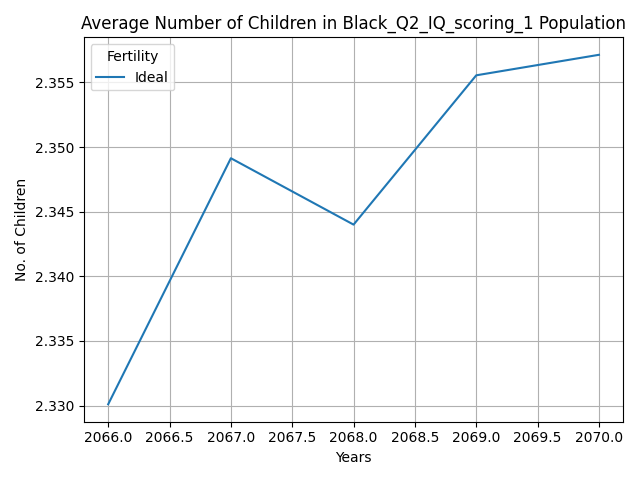 Average Number of Children in Black_Q2_IQ_scoring_1 Population
Fertility
Ideal
2.355
2.350
2.345
2.340
2.335
2.330
No. of Children
2066.0 2066.5 2067.0 2067.5 2068.0 2068.5 2069.0 2069.5 2070.0
Years